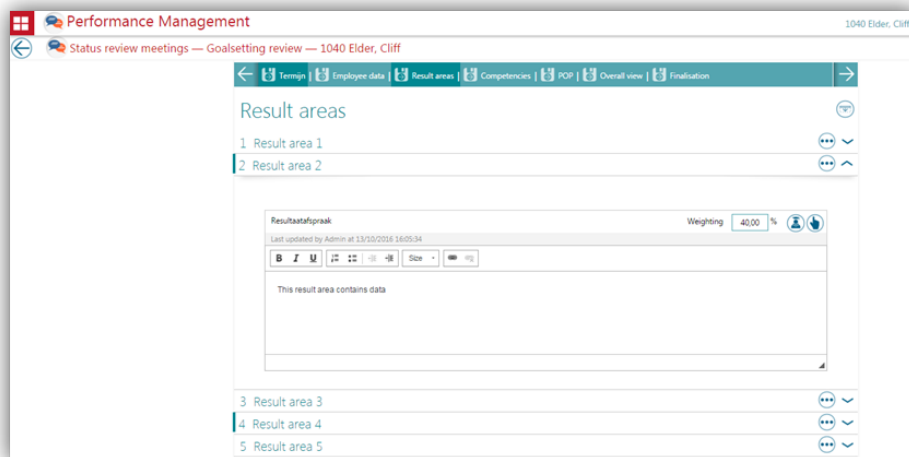 Performance Management
1040 Elder, Cliff
Status review meetings — Goalsetting review — 1040 Elder, Cliff
Termijn | Employee data | Result areas | Competencies | POP | Overall view | Finalisation
Result areas
1 Result area 1
2 Result area 2
Resultaatafspraak Weighting 40,00 %
Last updated by Admin at 13/10/2016 16:05:34
B I U Size
This result area contains data
3 Result area 3
4 Result area 4
5 Result area 5